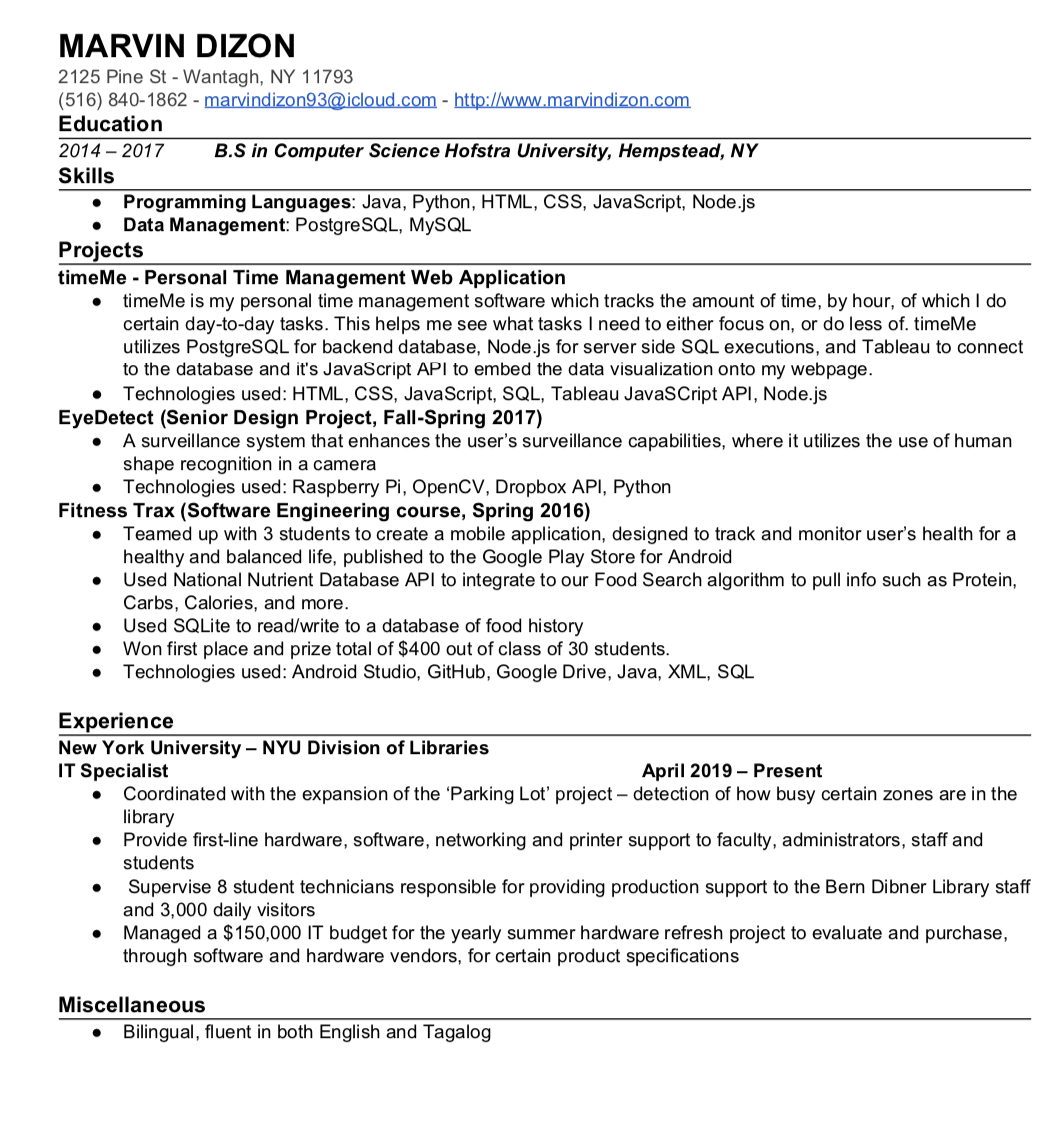 MARVIN DIZON
2125 Pine St - Wantagh, NY 11793
(516) 840-1862 - marvindizon93@icloud.com - http://www.marvindizon.com
Education
2014 – 2017 B.S in Computer Science Hofstra University, Hempstead, NY
Skills
● Programming Languages: Java, Python, HTML, CSS, JavaScript, Node.js
● Data Management: PostgreSQL, MySQL
Projects
timeMe - Personal Time Management Web Application
● timeMe is my personal time management software which tracks the amount of time, by hour, of which I do
certain day-to-day tasks. This helps me see what tasks I need to either focus on, or do less of. timeMe
utilizes PostgreSQL for backend database, Node.js for server side SQL executions, and Tableau to connect
to the database and it's JavaScript API to embed the data visualization onto my webpage.
● Technologies used: HTML, CSS, JavaScript, SQL, Tableau JavaSCript API, Node.js
EyeDetect (Senior Design Project, Fall-Spring 2017)
● A surveillance system that enhances the user’s surveillance capabilities, where it utilizes the use of human
shape recognition in a camera
● Technologies used: Raspberry Pi, OpenCV, Dropbox API, Python
Fitness Trax (Software Engineering course, Spring 2016)
● Teamed up with 3 students to create a mobile application, designed to track and monitor user’s health for a
healthy and balanced life, published to the Google Play Store for Android
● Used National Nutrient Database API to integrate to our Food Search algorithm to pull info such as Protein,
Carbs, Calories, and more.
● Used SQLite to read/write to a database of food history
● Won first place and prize total of $400 out of class of 30 students.
● Technologies used: Android Studio, GitHub, Google Drive, Java, XML, SQL
Experience
New York University – NYU Division of Libraries
IT Specialist April 2019 – Present
● Coordinated with the expansion of the ‘Parking Lot’ project – detection of how busy certain zones are in the
library
● Provide first-line hardware, software, networking and printer support to faculty, administrators, staff and
students
● Supervise 8 student technicians responsible for providing production support to the Bern Dibner Library staff
and 3,000 daily visitors
● Managed a $150,000 IT budget for the yearly summer hardware refresh project to evaluate and purchase,
through software and hardware vendors, for certain product specifications
Miscellaneous
● Bilingual, fluent in both English and Tagalog